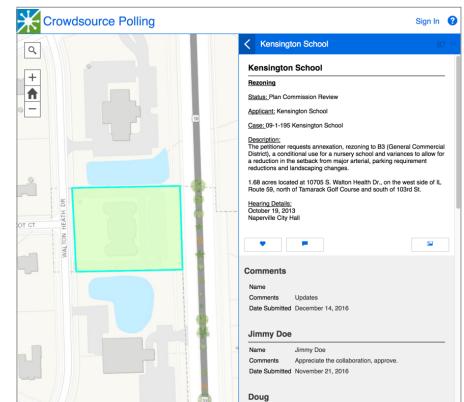 Crowdsource Polling
Sign In
Kensington School
Kensington School
Rezoning
Status: Plan Commission Review
Applicant: Kensington School
Case: 09-1-195 Kensington School
Description:
The petitioner requests annexation, rezoning to B3 (General Commercial
District), a conditional use for a nursery school and variances to allow for
a reduction in the setback from major arterial, parking requirement
reductions and landscaping changes.
1.68 acres located at 10705 S. Walton Heath Dr., on the west side of IL
Route 59, north of Tamarack Golf Course and south of 103rd St.
Hearing Details:
October 19, 2013
Naperville City Hall
Comments
Name
Comments Updates
Date Submitted December 14, 2016
Jimmy Doe
Name Jimmy Doe
Comments Appreciate the collaboration, approve.
Date Submitted November 21, 2016
Doug
WALTON HEATH DR
OT CT